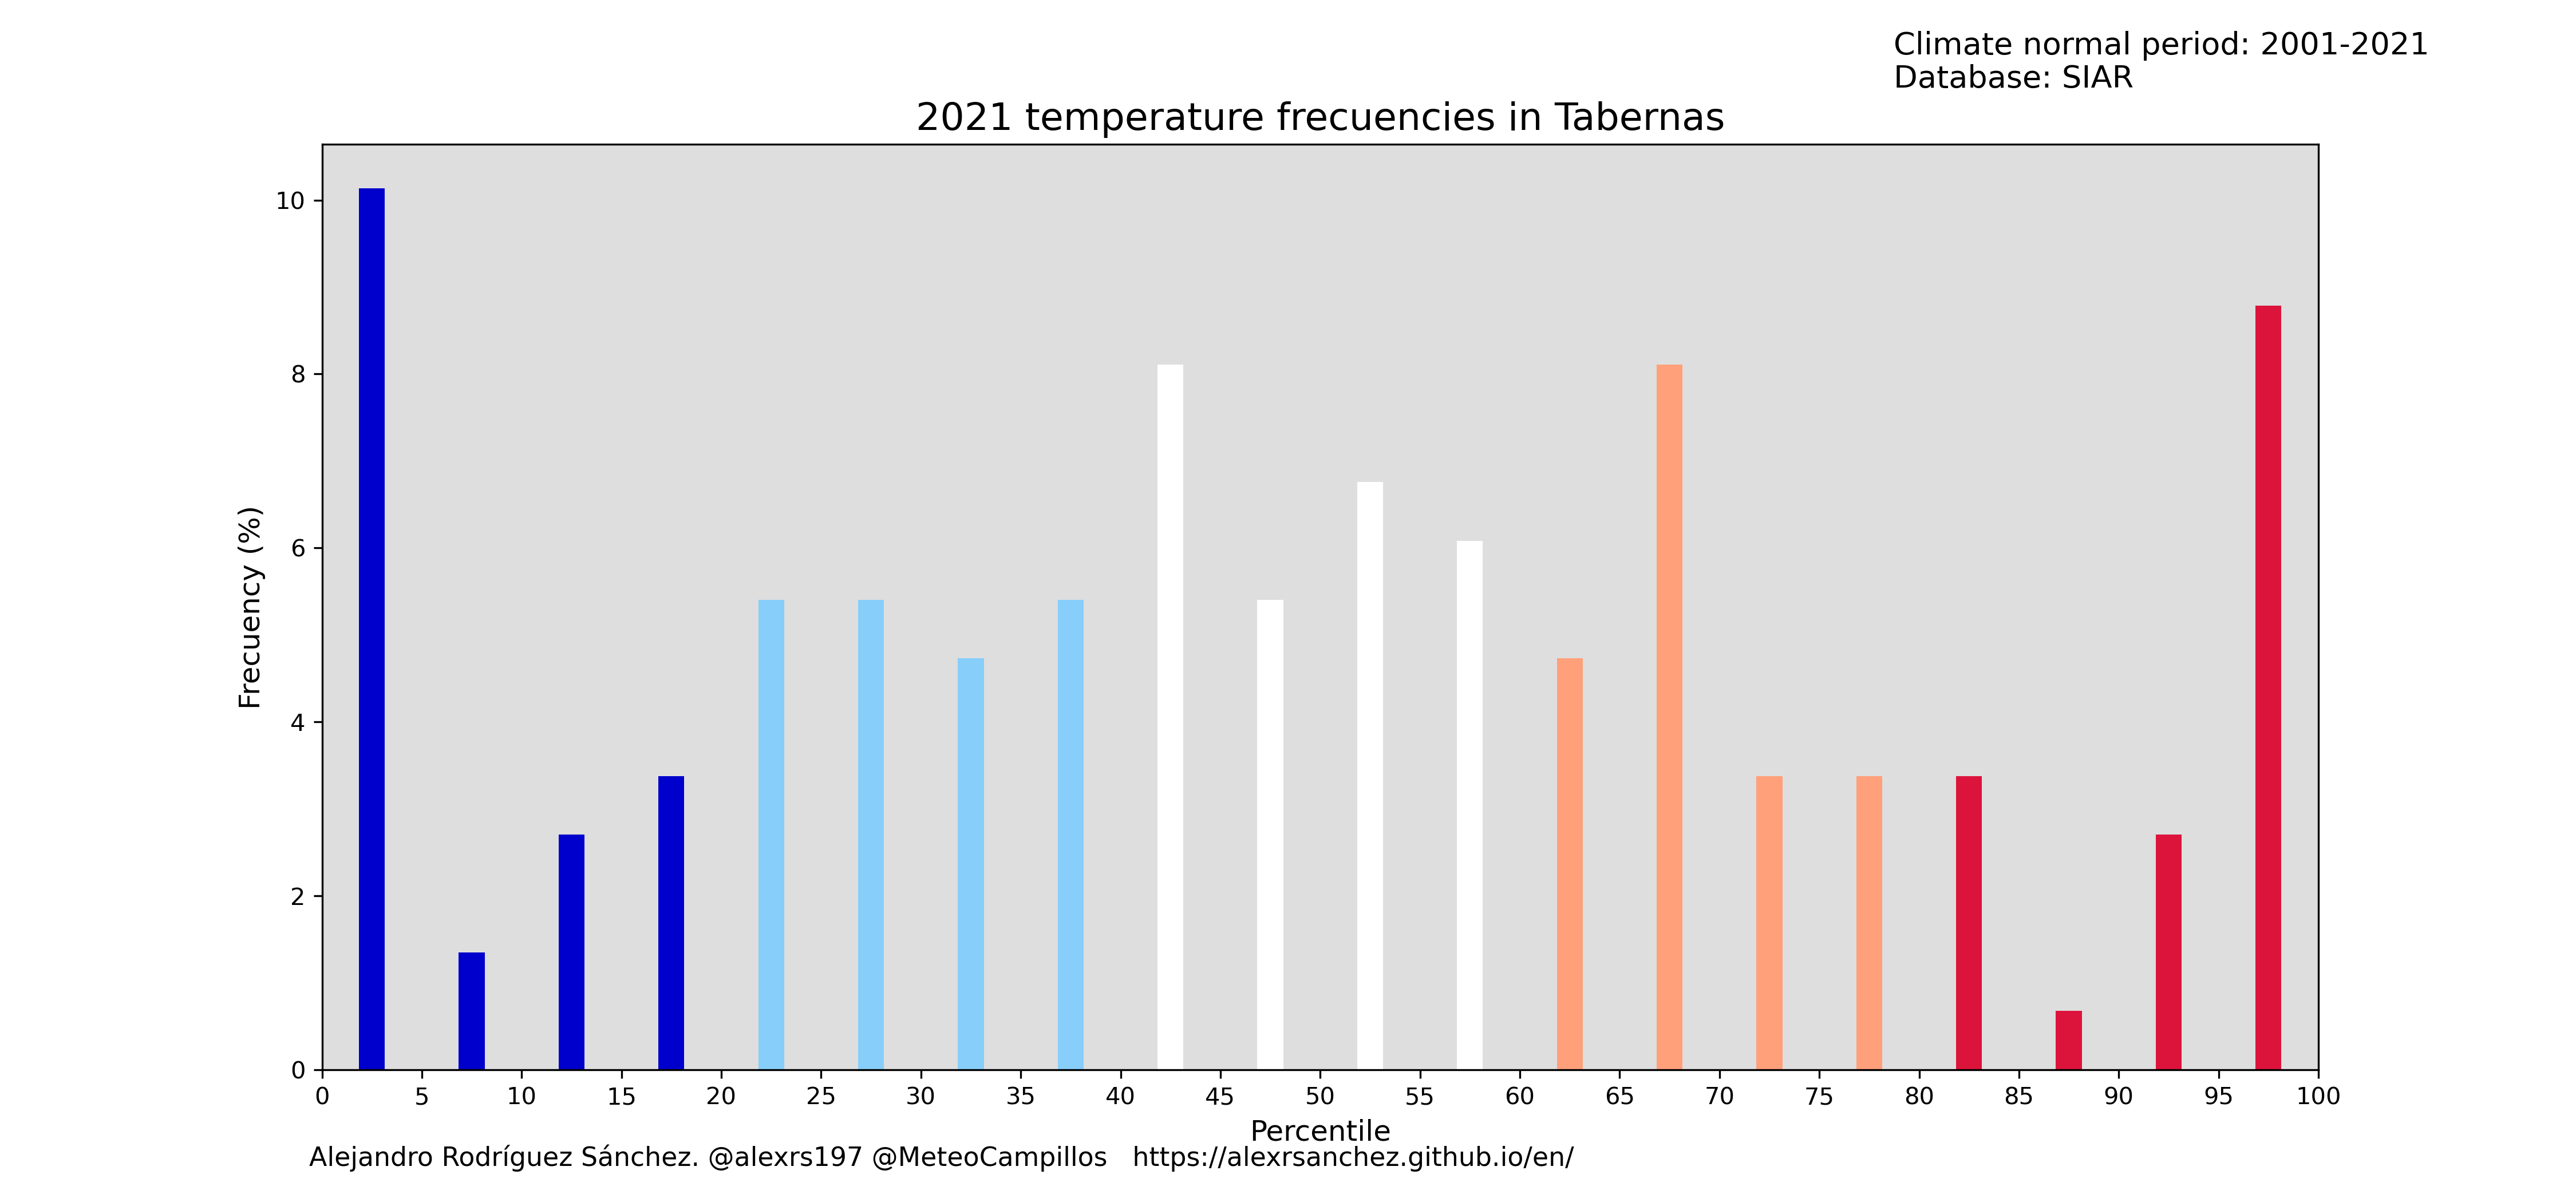 Climate normal period: 2001-2021
Database: SIAR
2021 temperature frecuencies in Tabernas
Frecuency (%)
10
8
6
4
2
0
0 5 10 15 20 25 30 35 40 45 50 55 60 65 70 75 80 85 90 95 100
Percentile
Alejandro Rodríguez Sánchez. @alexrs197 @MeteoCampillos https://alexrsanchez.github.io/en/